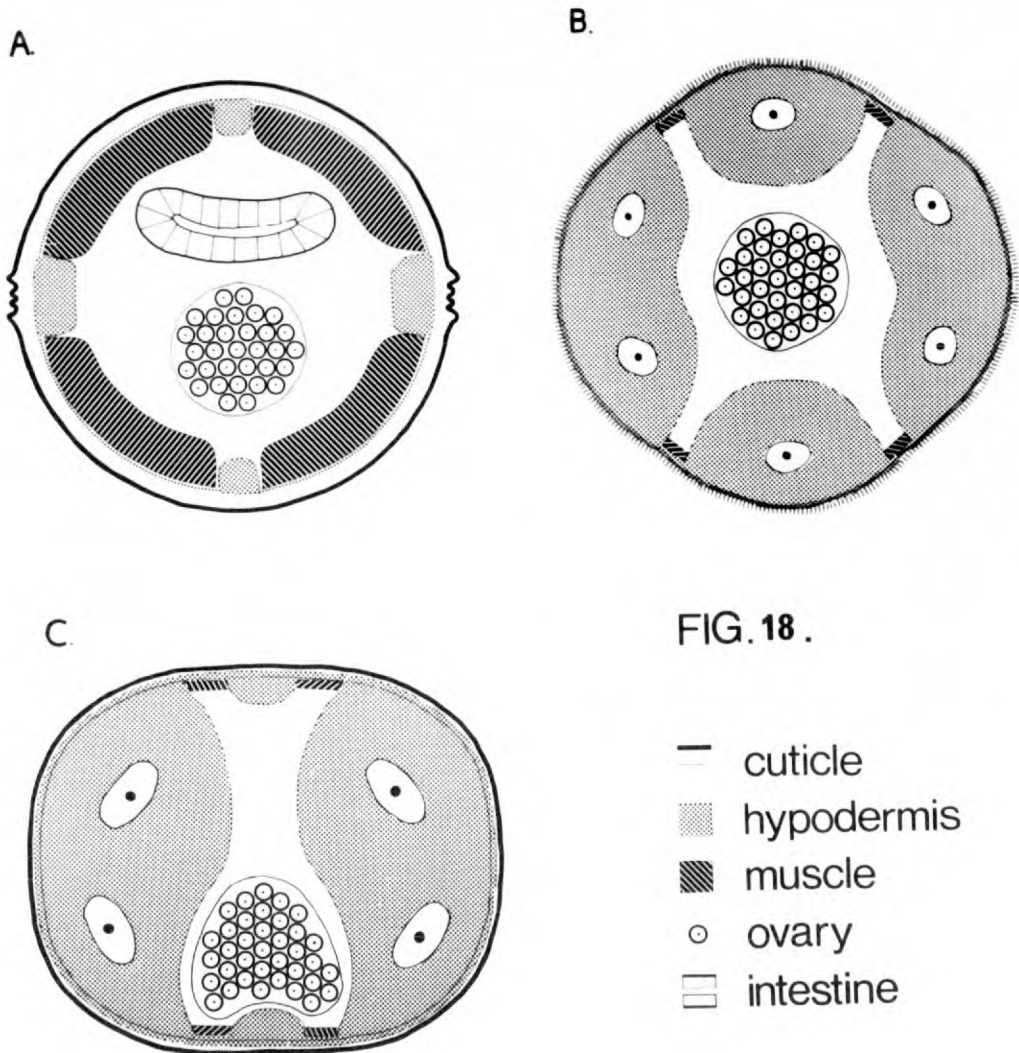 A.
B.
C.
FIG. 18.
cuticle
hypodermis
muscle
ovary
intestine